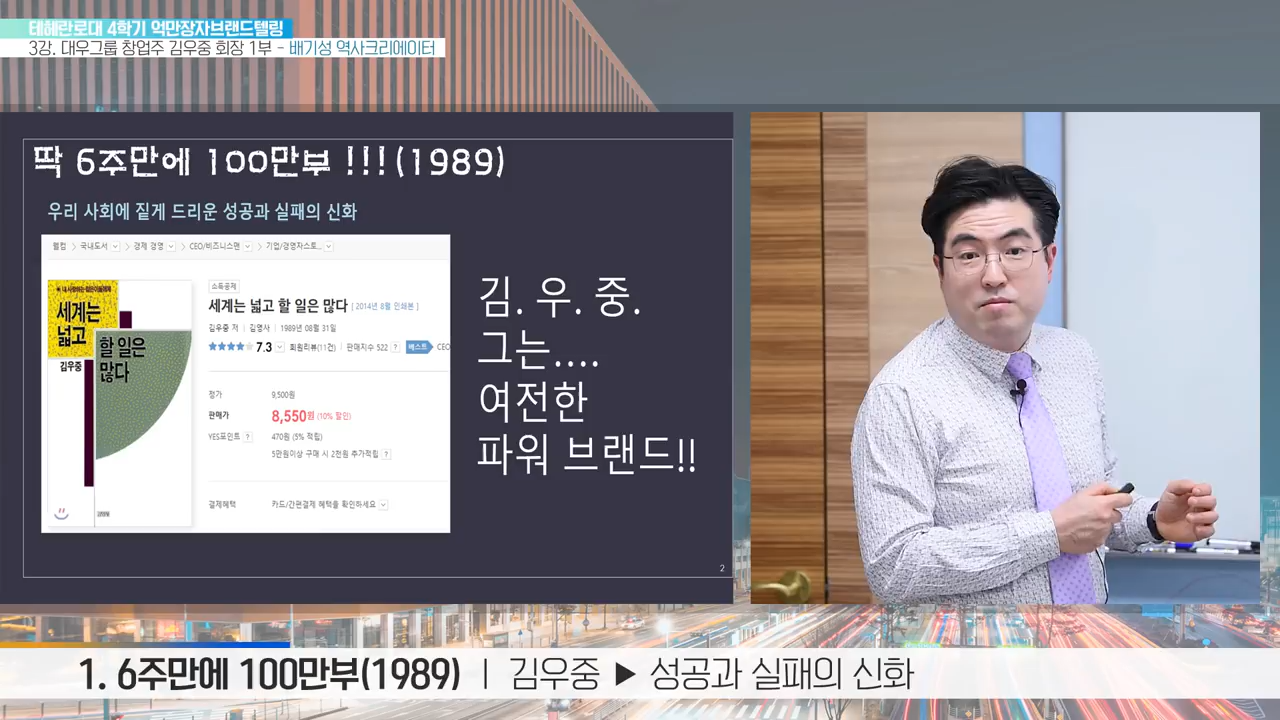 테헤란로대 4학기 억만장자브랜드텔링
3강. 대우그룹 창업주 김우중 회장 1부 - 배기성 역사크리에이터
딱 6주만에 100만부 !!!(1989)
우리 사회에 짙게 드리운 성공과 실패의 신화
웰컴 > 국내도서 > 경제 경영 > CEO/비즈니스맨 > 기업/경영자스토..
세계는
넓고
할 일은
많다
김우중
김영사
소득공제
세계는 넓고 할 일은 많다 [ 2014년 8월 인쇄본 ]
김우중 저 | 김영사 | 1989년 08월 31일
7.3 회원리뷰(11건) | 판매지수 522 ? 베스트 CEO
정가 9,500원
판매가 8,550원 (10% 할인)
YES포인트 ? 470원 (5% 적립)
5만원이상 구매 시 2천원 추가적립 ?
결제혜택 카드/간편결제 혜택을 확인하세요
김. 우. 중.
그는....
여전한
파워 브랜드!!
2
1. 6주만에 100만부(1989) | 김우중 ▶ 성공과 실패의 신화